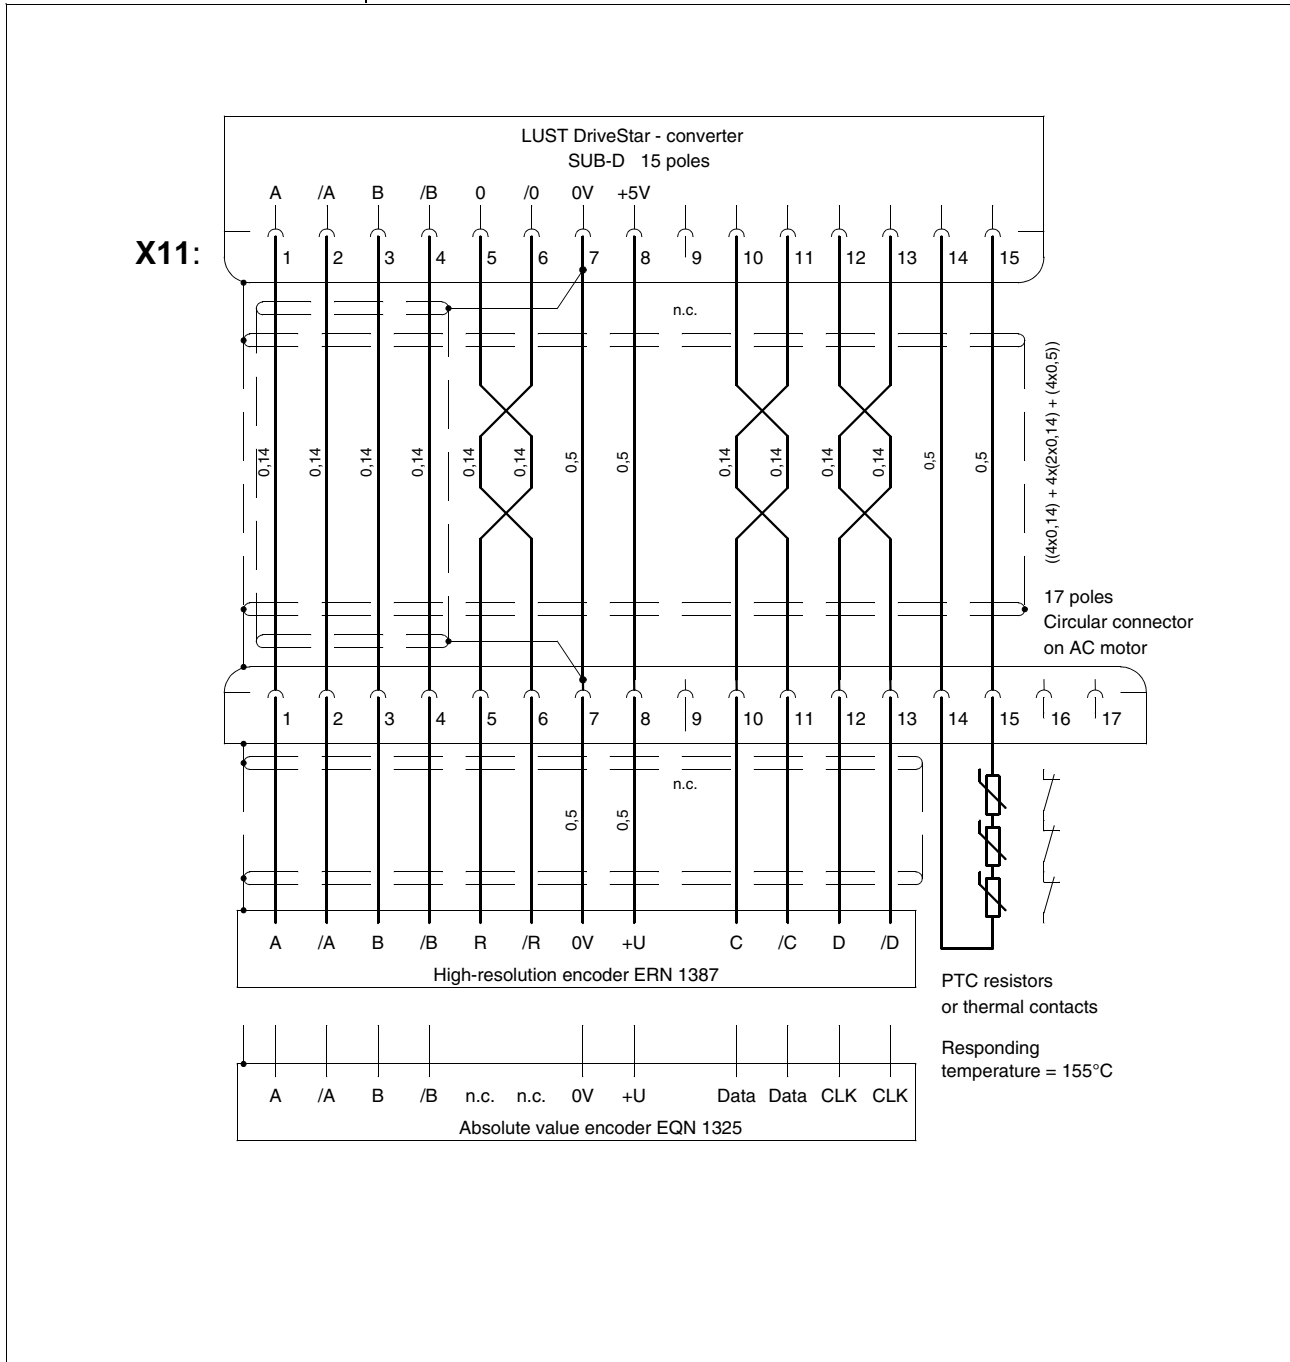 LUST DriveStar - converter
SUB-D 15 poles
A /A B /B 0 /0 0V +5V
X11:
1 2 3 4 5 6 7 8 9 10 11 12 13 14 15
n.c.
0,14 0,14 0,14 0,14 0,14 0,14 0,5 0,5 0,14 0,14 0,14 0,14 0,5 0,5
((4x0,14) + 4x(2x0,14) + (4x0,5))
17 poles
Circular connector
on AC motor
1 2 3 4 5 6 7 8 9 10 11 12 13 14 15 16 17
n.c.
0,5 0,5
A /A B /B R /R 0V +U C /C D /D
High-resolution encoder ERN 1387
PTC resistors
or thermal contacts
Responding
temperature = 155°C
A /A B /B n.c. n.c. 0V +U Data Data CLK CLK
Absolute value encoder EQN 1325